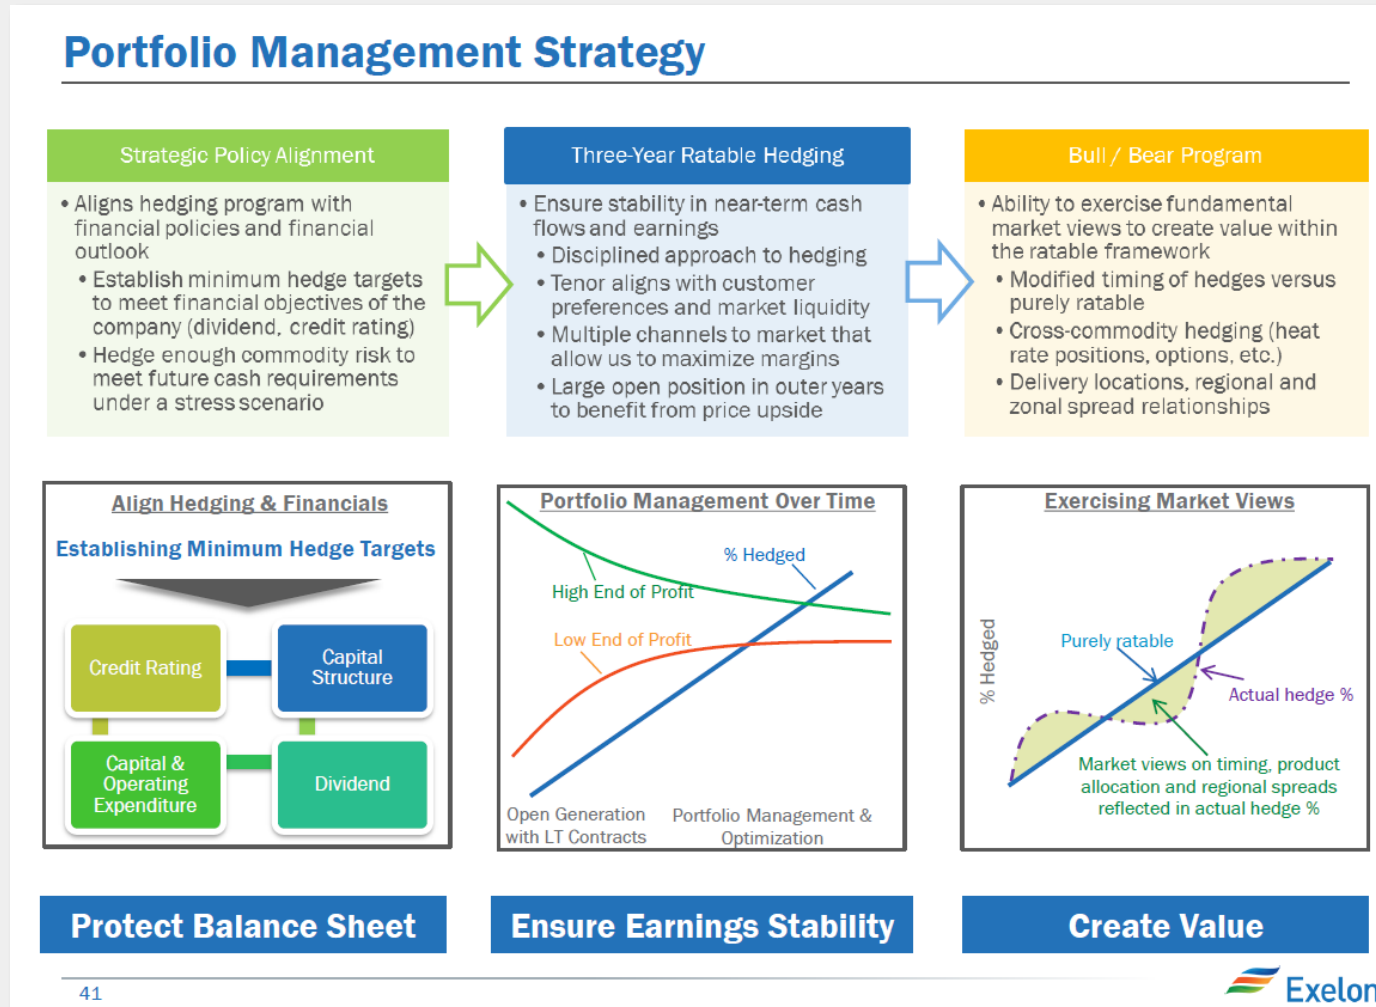 Portfolio Management Strategy
Strategic Policy Alignment
• Aligns hedging program with
financial policies and financial
outlook
• Establish minimum hedge targets
to meet financial objectives of the
company (dividend, credit rating)
• Hedge enough commodity risk to
meet future cash requirements
under a stress scenario
Three-Year Ratable Hedging
• Ensure stability in near-term cash
flows and earnings
• Disciplined approach to hedging
• Tenor aligns with customer
preferences and market liquidity
• Multiple channels to market that
allow us to maximize margins
• Large open position in outer years
to benefit from price upside
Bull / Bear Program
• Ability to exercise fundamental
market views to create value within
the ratable framework
• Modified timing of hedges versus
purely ratable
• Cross-commodity hedging (heat
rate positions, options, etc.)
• Delivery locations, regional and
zonal spread relationships
Align Hedging & Financials
Establishing Minimum Hedge Targets
Credit Rating
Capital
Structure
Capital &
Operating
Expenditure
Dividend
Portfolio Management Over Time
% Hedged
High End of Profit
Low End of Profit
Open Generation
with LT Contracts
Portfolio Management &
Optimization
Exercising Market Views
% Hedged
Purely ratable
Actual hedge %
Market views on timing, product
allocation and regional spreads
reflected in actual hedge %
Protect Balance Sheet
Ensure Earnings Stability
Create Value
41
Exelon